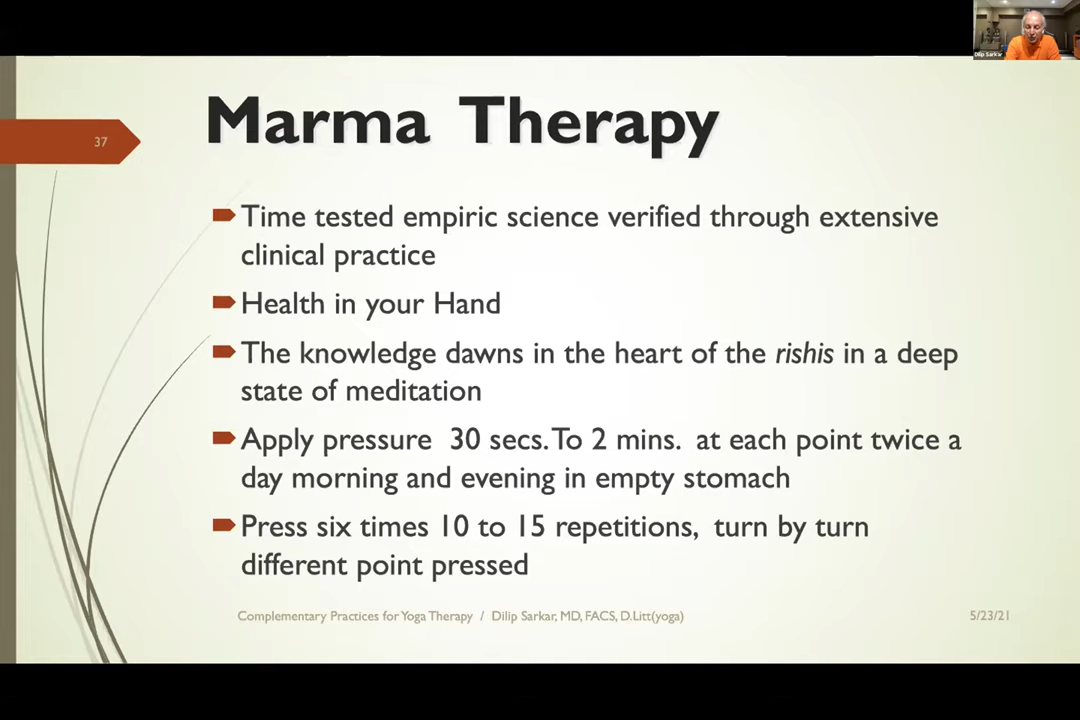 Dilip Sarkar
37
Marma Therapy
Time tested empiric science verified through extensive
clinical practice
Health in your Hand
The knowledge dawns in the heart of the rishis in a deep
state of meditation
Apply pressure 30 secs. To 2 mins. at each point twice a
day morning and evening in empty stomach
Press six times 10 to 15 repetitions, turn by turn
different point pressed
Complementary Practices for Yoga Therapy / Dilip Sarkar, MD, FACS, D.Litt(yoga)
5/23/21